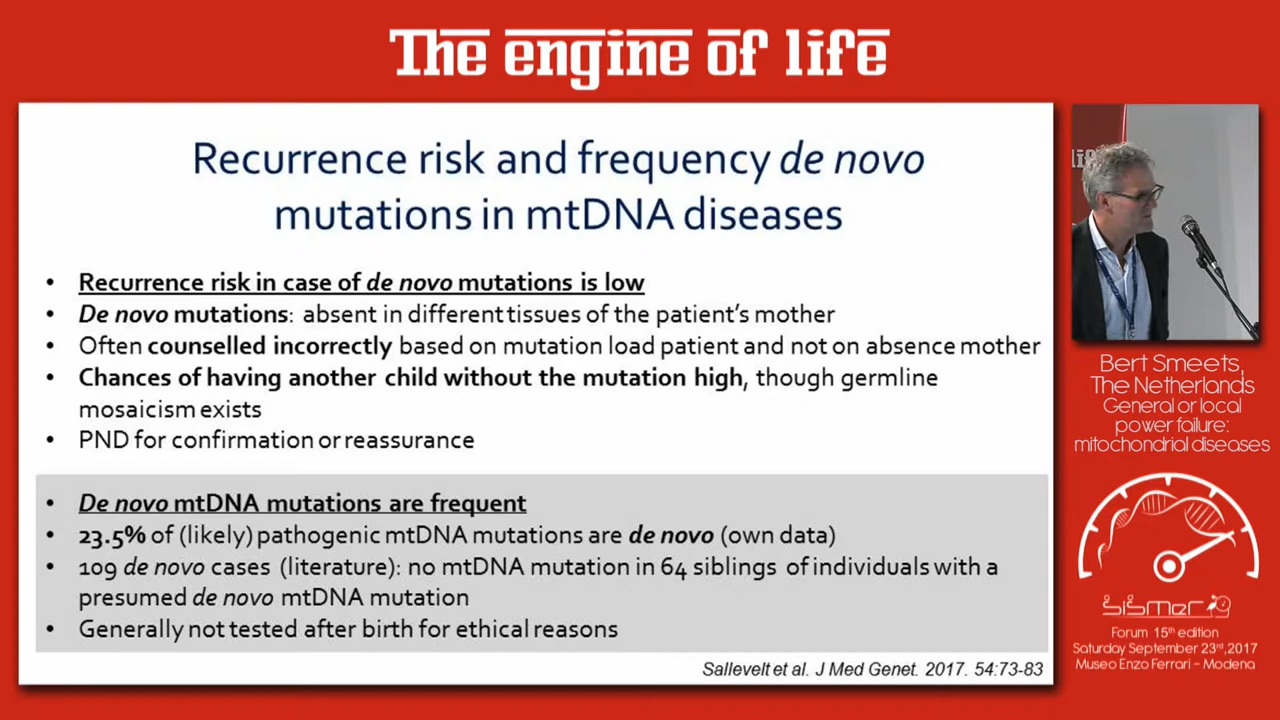 The engine of life
Recurrence risk and frequency de novo
mutations in mtDNA diseases
• Recurrence risk in case of de novo mutations is low
• De novo mutations: absent in different tissues of the patient's mother
• Often counselled incorrectly based on mutation load patient and not on absence mother
• Chances of having another child without the mutation high, though germline
mosaicism exists
• PND for confirmation or reassurance
• De novo mtDNA mutations are frequent
• 23.5% of (likely) pathogenic mtDNA mutations are de novo (own data)
• 109 de novo cases (literature): no mtDNA mutation in 64 siblings of individuals with a
presumed de novo mtDNA mutation
• Generally not tested after birth for ethical reasons
Sallevelt et al. J Med Genet. 2017. 54:73-83
Bert Smeets,
The Netherlands
General or local
power failure:
mitochondrial diseases
SiSMeR
Forum 15th edition
Saturday September 23rd,2017
Museo Enzo Ferrari - Modena